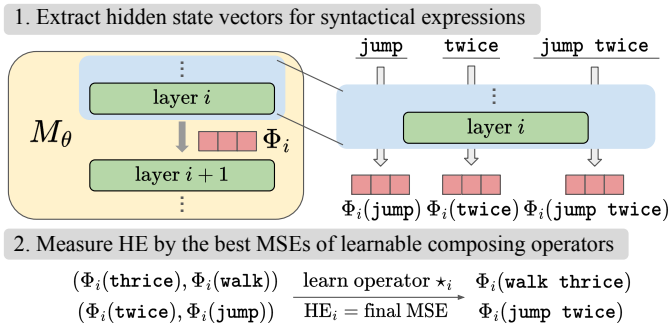 1. Extract hidden state vectors for syntactical expressions
jump twice jump twice
⋮ ⋮
layer i
layer i
M_θ
Φ_i
layer i + 1
⋮
Φ_i(jump) Φ_i(twice) Φ_i(jump twice)
2. Measure HE by the best MSEs of learnable composing operators
(Φ_i(thrice), Φ_i(walk)) learn operator ⋆_i Φ_i(walk thrice)
(Φ_i(twice), Φ_i(jump)) HE_i = final MSE Φ_i(jump twice)